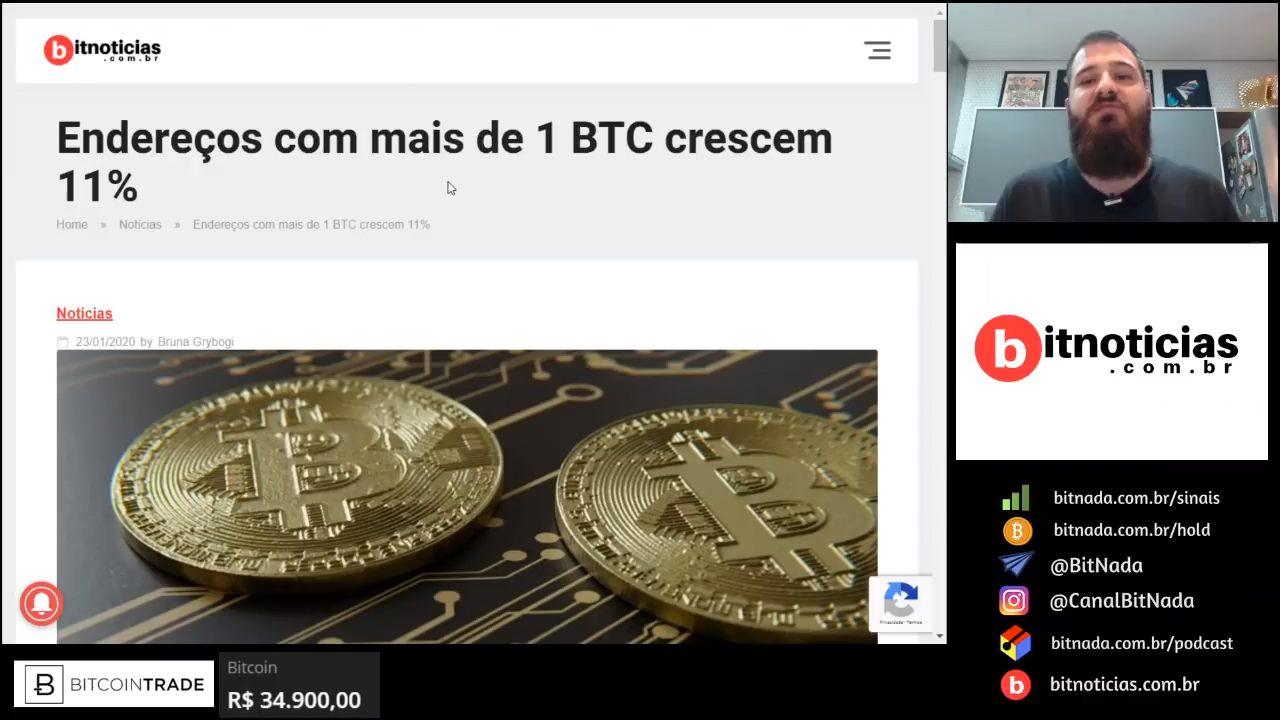 bitnoticias
.com.br
Endereços com mais de 1 BTC crescem
11%
Home » Notícias » Endereços com mais de 1 BTC crescem 11%
Notícias
23/01/2020 by Bruna Grybogi
Privacidade - Termos
bitnoticias
.com.br
bitnada.com.br/sinais
bitnada.com.br/hold
@BitNada
@CanalBitNada
bitnada.com.br/podcast
bitnoticias.com.br
BITCOINTRADE
Bitcoin
R$ 34.900,00